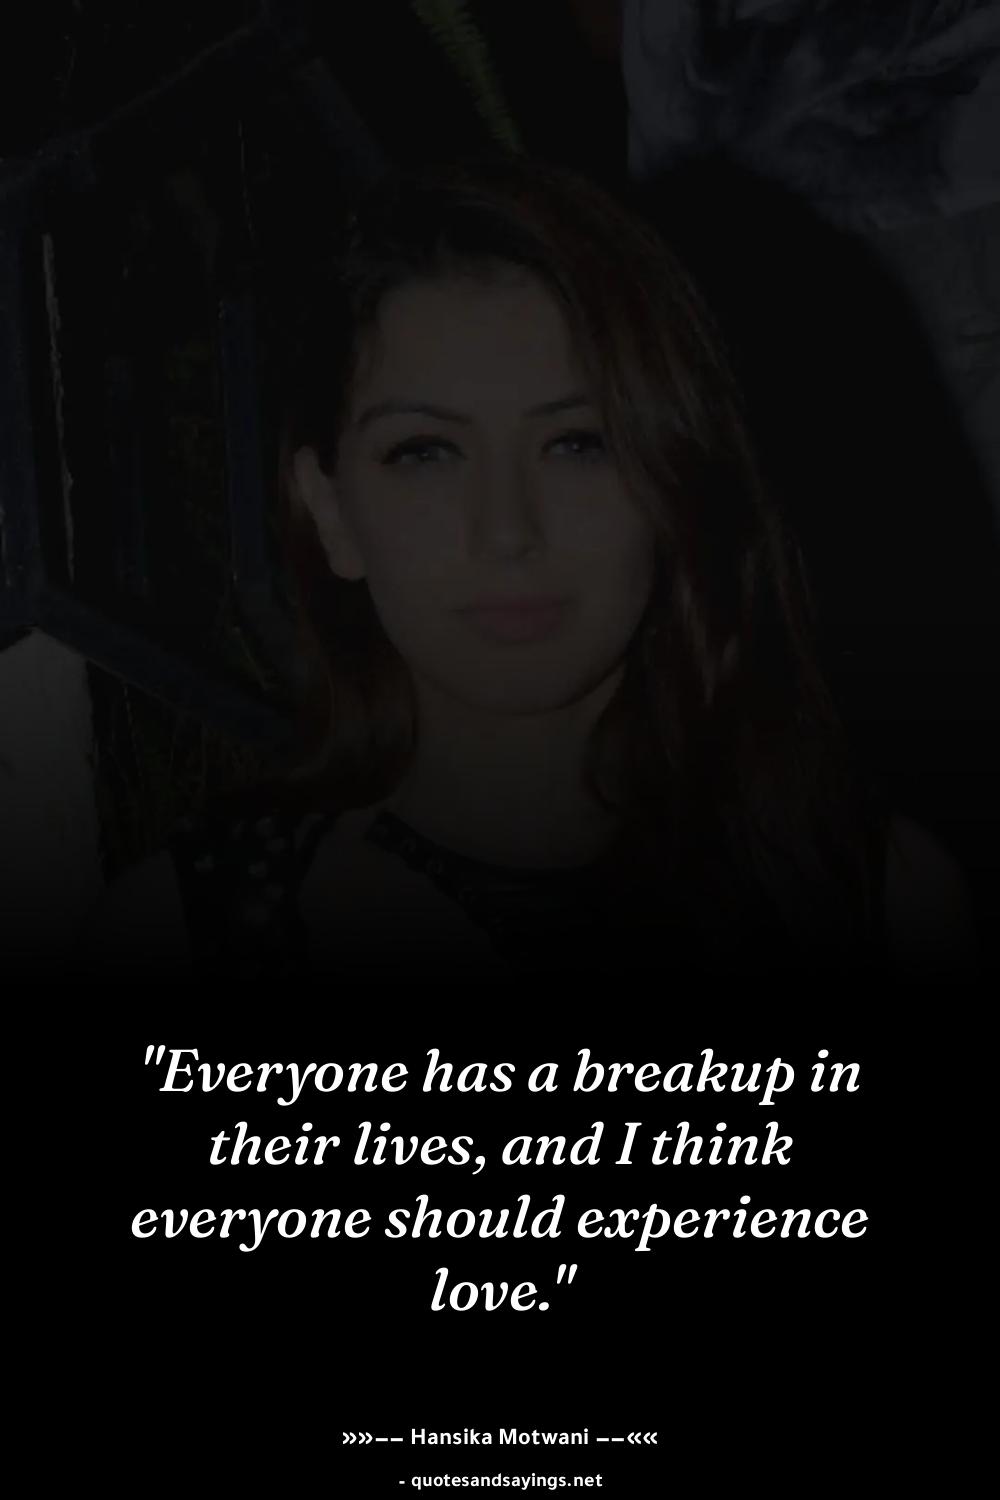 "Everyone has a breakup in
their lives, and I think
everyone should experience
love."
»»–– Hansika Motwani ––««
- quotesandsayings.net